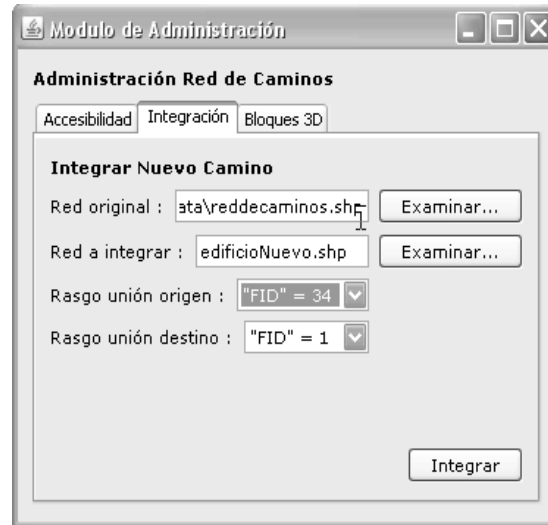 Modulo de Administración
Administración Red de Caminos
Accesibilidad Integración Bloques 3D
Integrar Nuevo Camino
Red original : ata\reddecaminos.shp Examinar...
Red a integrar : edificioNuevo.shp Examinar...
Rasgo unión origen : "FID" = 34
Rasgo unión destino : "FID" = 1
Integrar